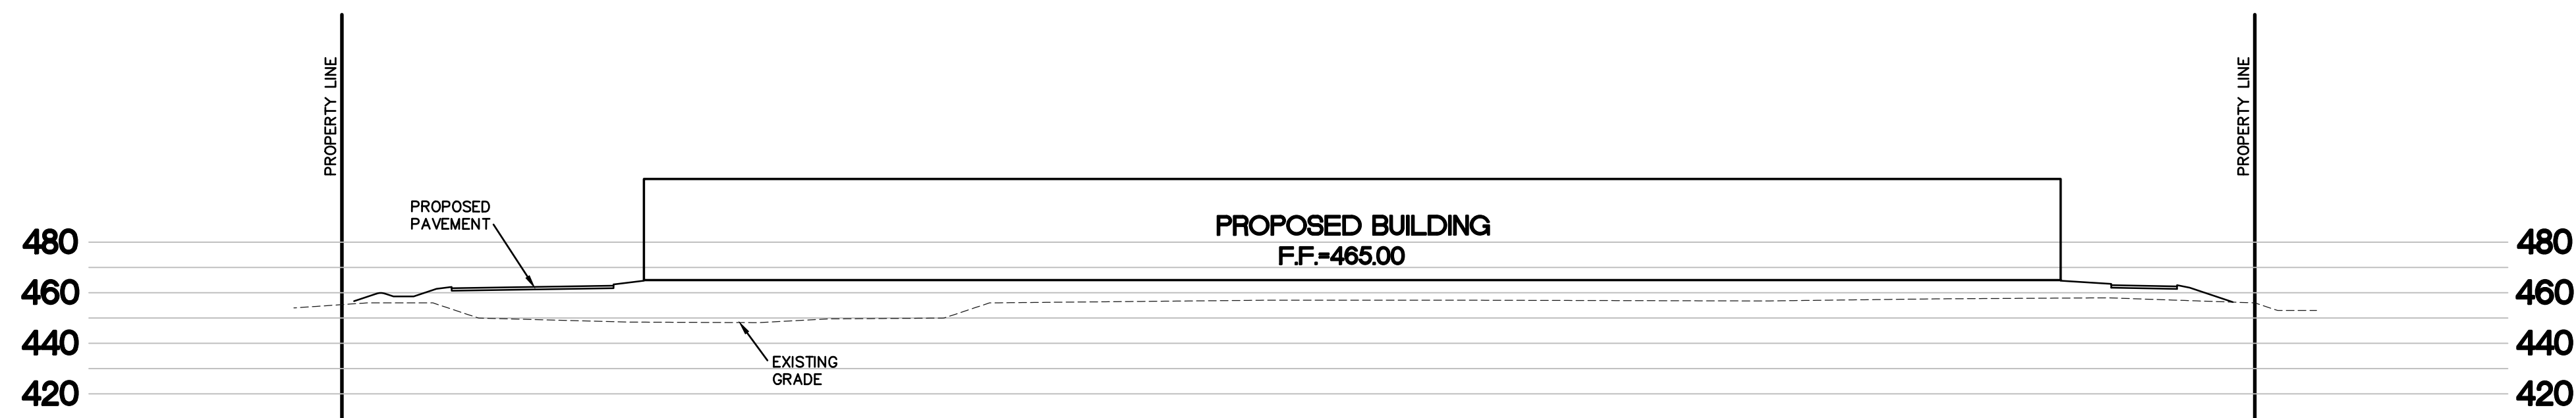 PROPERTY LINE
PROPERTY LINE
PROPOSED
PAVEMENT
PROPOSED BUILDING
F.F.=465.00
480
480
460
460
440
440
EXISTING
GRADE
420
420